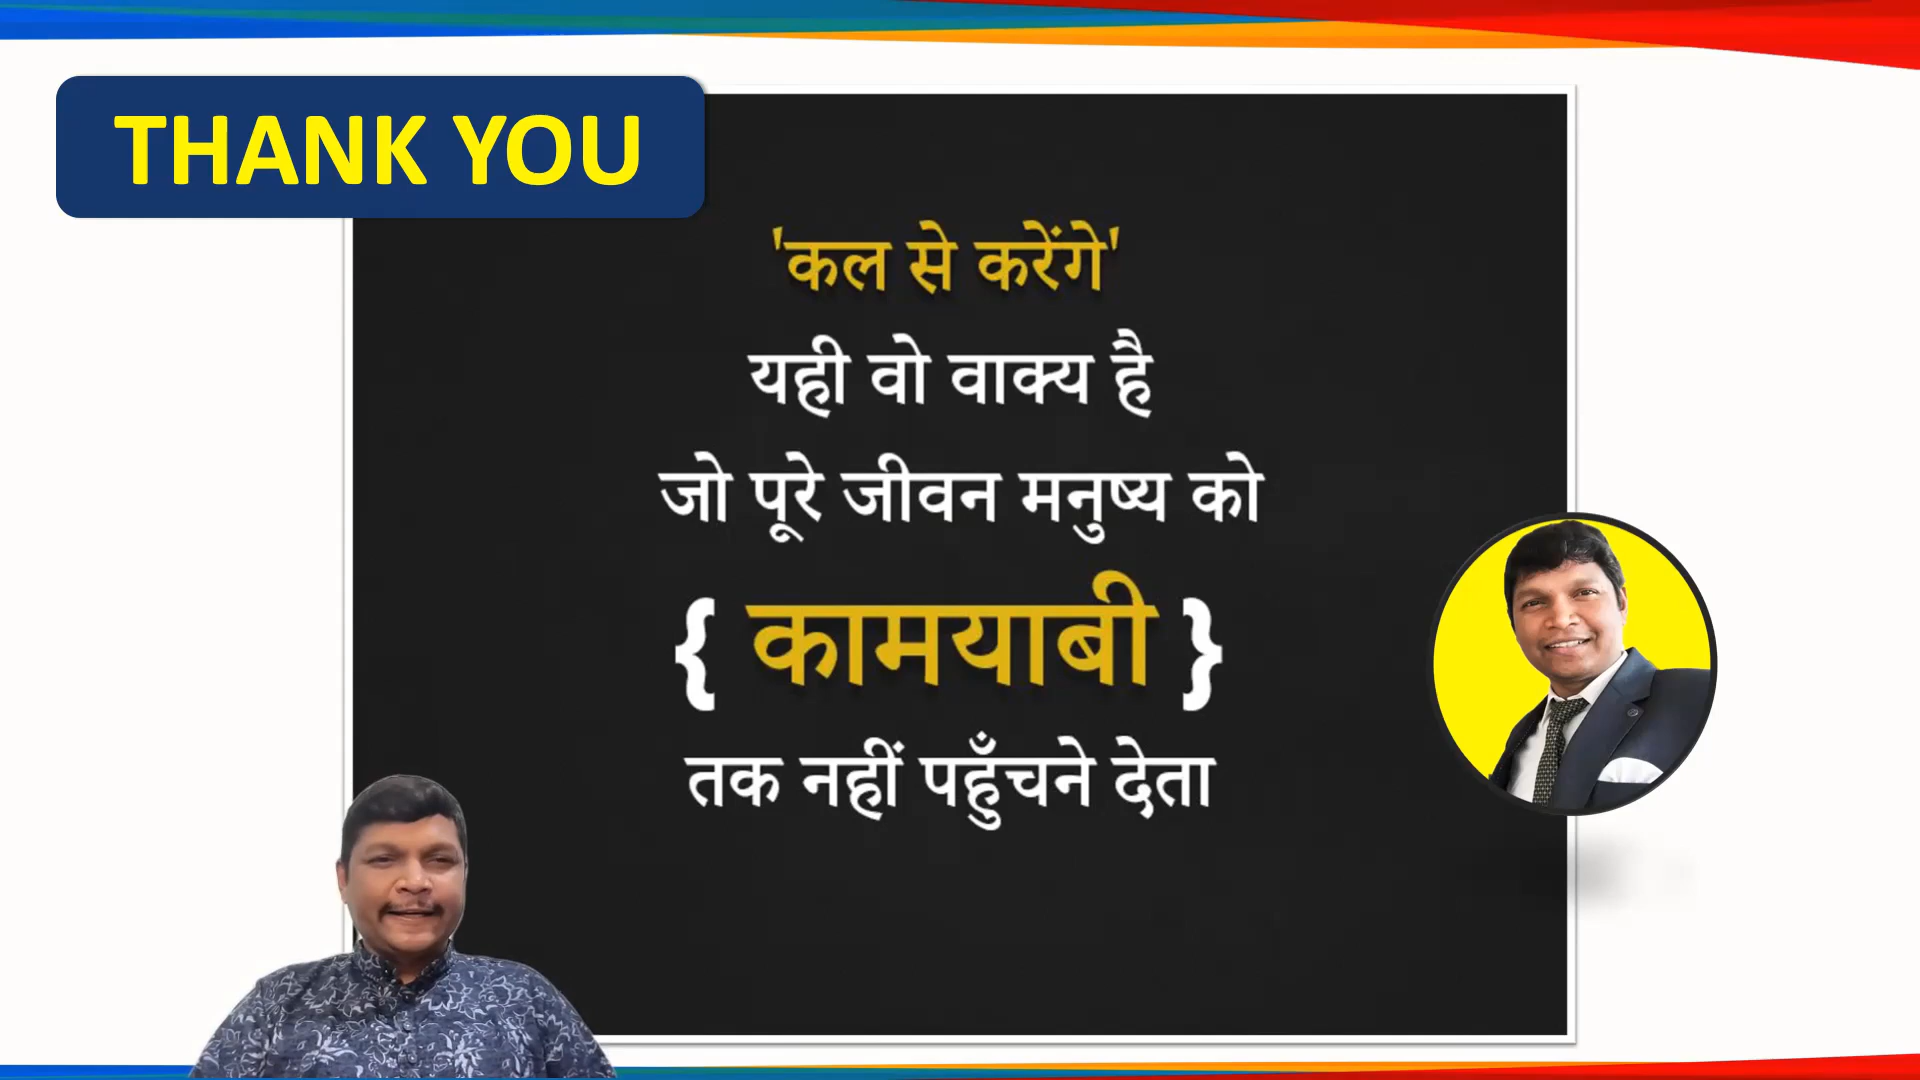 THANK YOU
'कल से करेंगे'
यही वो वाक्य है
जो पूरे जीवन मनुष्य को
{ कामयाबी }
तक नहीं पहुँचने देता